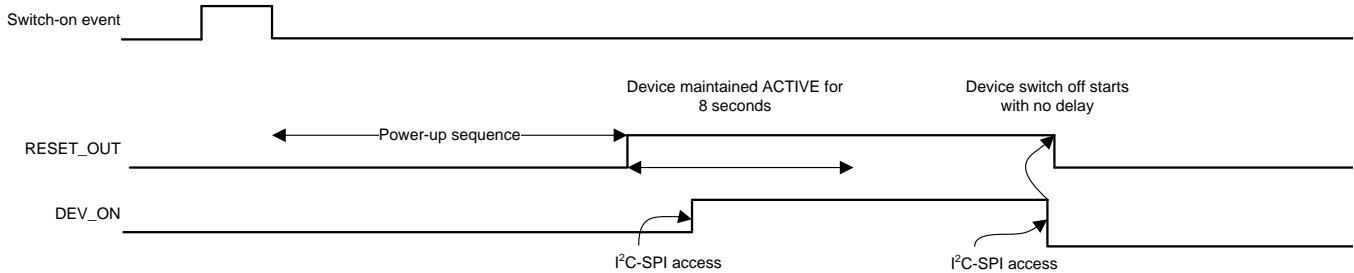 Switch-on event
Device maintained ACTIVE for
8 seconds
Device switch off starts
with no delay
Power-up sequence
RESET_OUT
DEV_ON
I²C-SPI access
I²C-SPI access